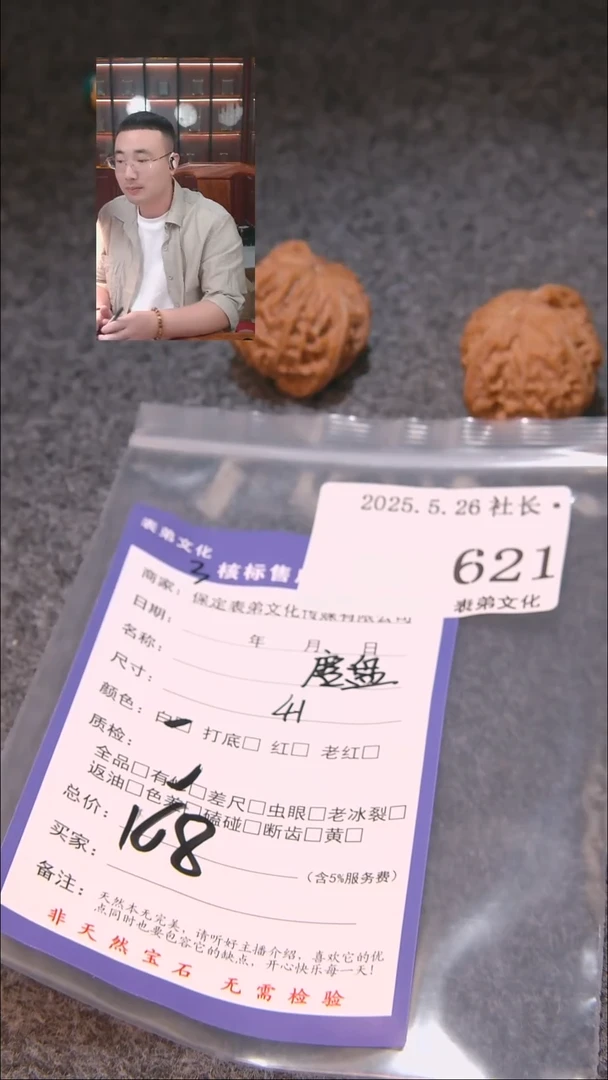 2025.5.26 社长·
621
表弟文化
表弟文化
3 核标售
商家: 保定表弟文化传媒有限公司
日期: 年 月 日
名称: 磨盘
尺寸: 41
颜色: 白□ 打底□ 红□ 老红□
质检:
全品□有 □差尺□虫眼□老冰裂□
返油□色差□磕碰□断齿□黄□
总价: 168
(含5%服务费)
买家:
备注: 天然本无完美,请听好主播介绍,喜欢它的优
点同时也要包容它的缺点,开心快乐每一天!
非天然宝石 无需检验